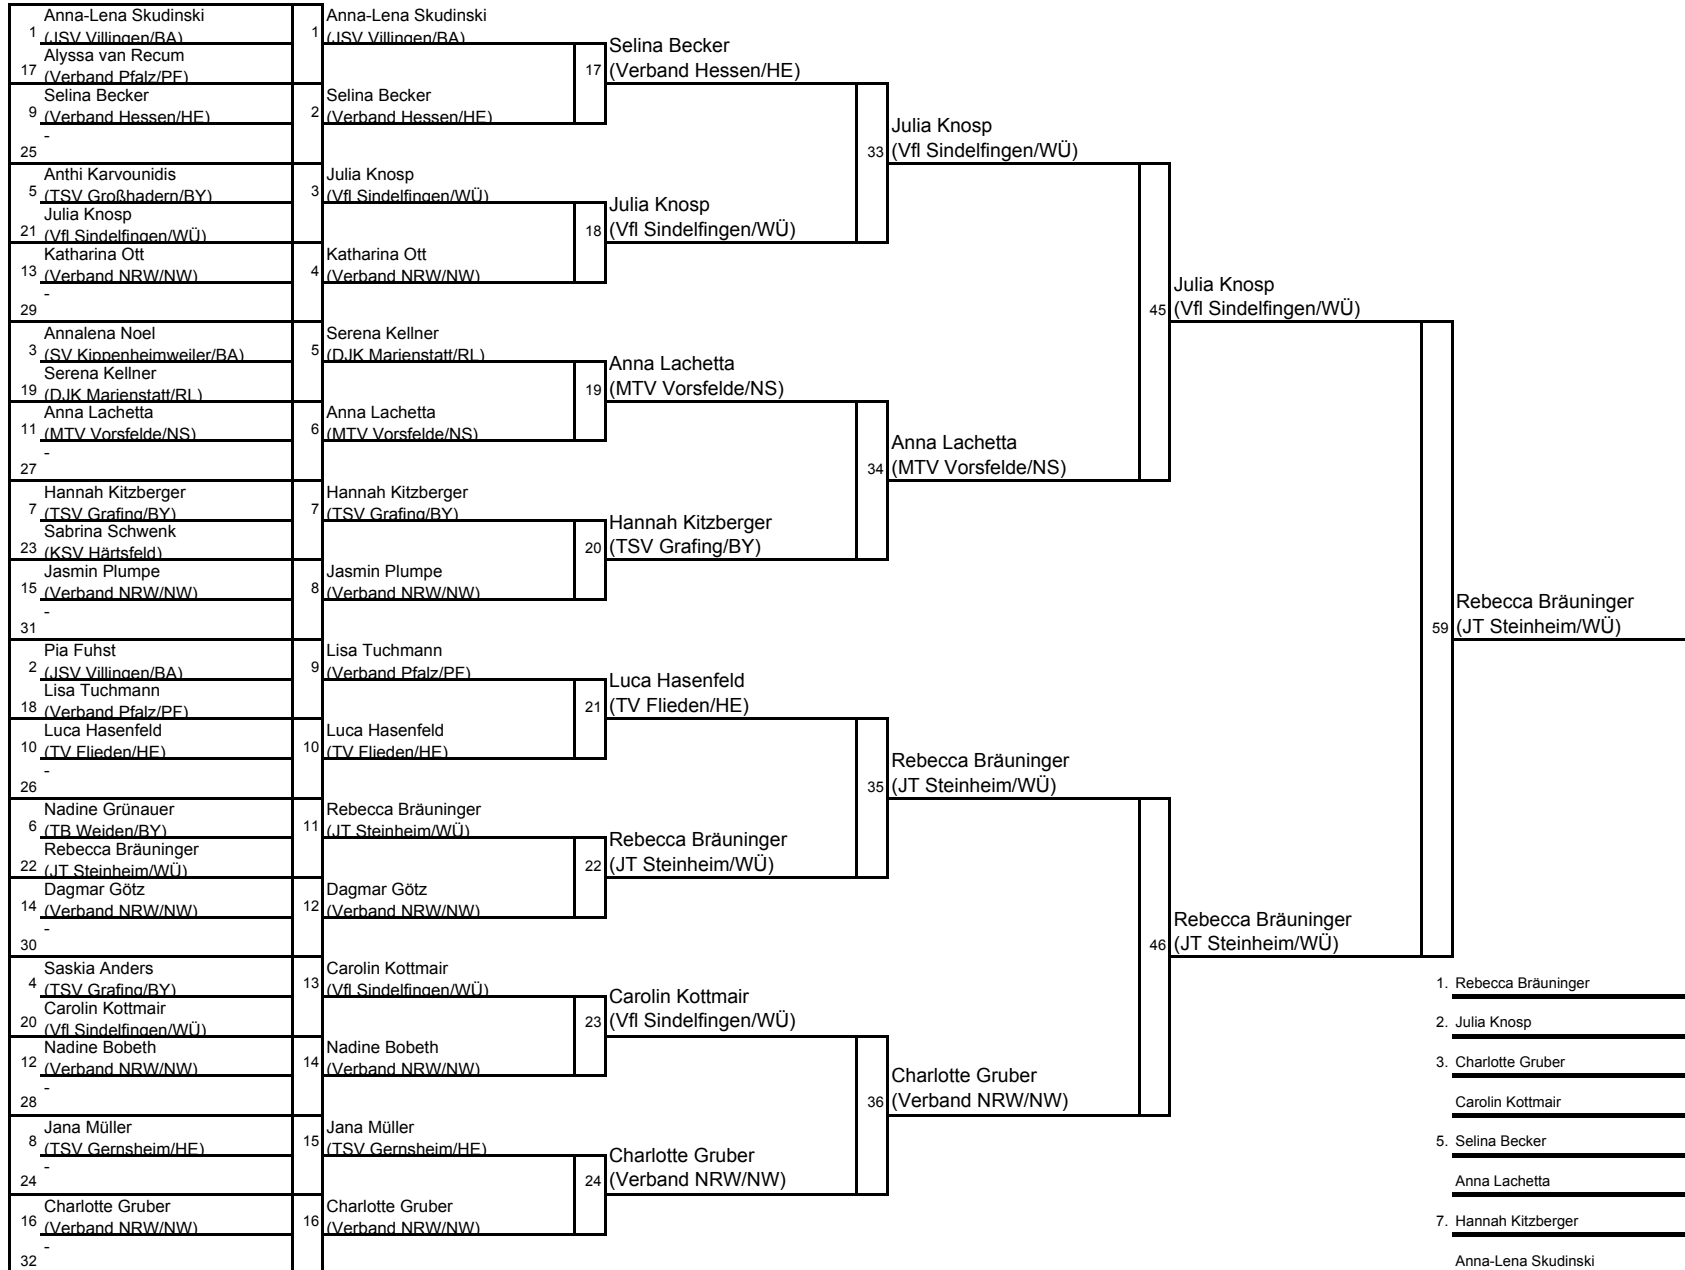 1 Anna-Lena Skudinski
(JSV Villingen/BA)
17 Alyssa van Recum
(Verband Pfalz/PF)
9 Selina Becker
(Verband Hessen/HE)
25 -
5 Anthi Karvounidis
(TSV Großhadern/BY)
21 Julia Knosp
(Vfl Sindelfingen/WÜ)
13 Katharina Ott
(Verband NRW/NW)
29 -
3 Annalena Noel
(SV Kippenheimweiler/BA)
19 Serena Kellner
(DJK Marienstatt/RL)
11 Anna Lachetta
(MTV Vorsfelde/NS)
27 -
7 Hannah Kitzberger
(TSV Grafing/BY)
23 Sabrina Schwenk
(KSV Härtsfeld)
15 Jasmin Plumpe
(Verband NRW/NW)
31 -
2 Pia Fuhst
(JSV Villingen/BA)
18 Lisa Tuchmann
(Verband Pfalz/PF)
10 Luca Hasenfeld
(TV Flieden/HE)
26 -
6 Nadine Grünauer
(TB Weiden/BY)
22 Rebecca Bräuninger
(JT Steinheim/WÜ)
14 Dagmar Götz
(Verband NRW/NW)
30 -
4 Saskia Anders
(TSV Grafing/BY)
20 Carolin Kottmair
(Vfl Sindelfingen/WÜ)
12 Nadine Bobeth
(Verband NRW/NW)
28 -
8 Jana Müller
(TSV Gernsheim/HE)
24 -
16 Charlotte Gruber
(Verband NRW/NW)
32 -
1 Anna-Lena Skudinski
(JSV Villingen/BA)
2 Selina Becker
(Verband Hessen/HE)
3 Julia Knosp
(Vfl Sindelfingen/WÜ)
4 Katharina Ott
(Verband NRW/NW)
5 Serena Kellner
(DJK Marienstatt/RL)
6 Anna Lachetta
(MTV Vorsfelde/NS)
7 Hannah Kitzberger
(TSV Grafing/BY)
8 Jasmin Plumpe
(Verband NRW/NW)
9 Lisa Tuchmann
(Verband Pfalz/PF)
10 Luca Hasenfeld
(TV Flieden/HE)
11 Rebecca Bräuninger
(JT Steinheim/WÜ)
12 Dagmar Götz
(Verband NRW/NW)
13 Carolin Kottmair
(Vfl Sindelfingen/WÜ)
14 Nadine Bobeth
(Verband NRW/NW)
15 Jana Müller
(TSV Gernsheim/HE)
16 Charlotte Gruber
(Verband NRW/NW)
17 Selina Becker
(Verband Hessen/HE)
18 Julia Knosp
(Vfl Sindelfingen/WÜ)
19 Anna Lachetta
(MTV Vorsfelde/NS)
20 Hannah Kitzberger
(TSV Grafing/BY)
21 Luca Hasenfeld
(TV Flieden/HE)
22 Rebecca Bräuninger
(JT Steinheim/WÜ)
23 Carolin Kottmair
(Vfl Sindelfingen/WÜ)
24 Charlotte Gruber
(Verband NRW/NW)
33 Julia Knosp
(Vfl Sindelfingen/WÜ)
34 Anna Lachetta
(MTV Vorsfelde/NS)
35 Rebecca Bräuninger
(JT Steinheim/WÜ)
36 Charlotte Gruber
(Verband NRW/NW)
45 Julia Knosp
(Vfl Sindelfingen/WÜ)
46 Rebecca Bräuninger
(JT Steinheim/WÜ)
59 Rebecca Bräuninger
(JT Steinheim/WÜ)
1. Rebecca Bräuninger
2. Julia Knosp
3. Charlotte Gruber
Carolin Kottmair
5. Selina Becker
Anna Lachetta
7. Hannah Kitzberger
Anna-Lena Skudinski